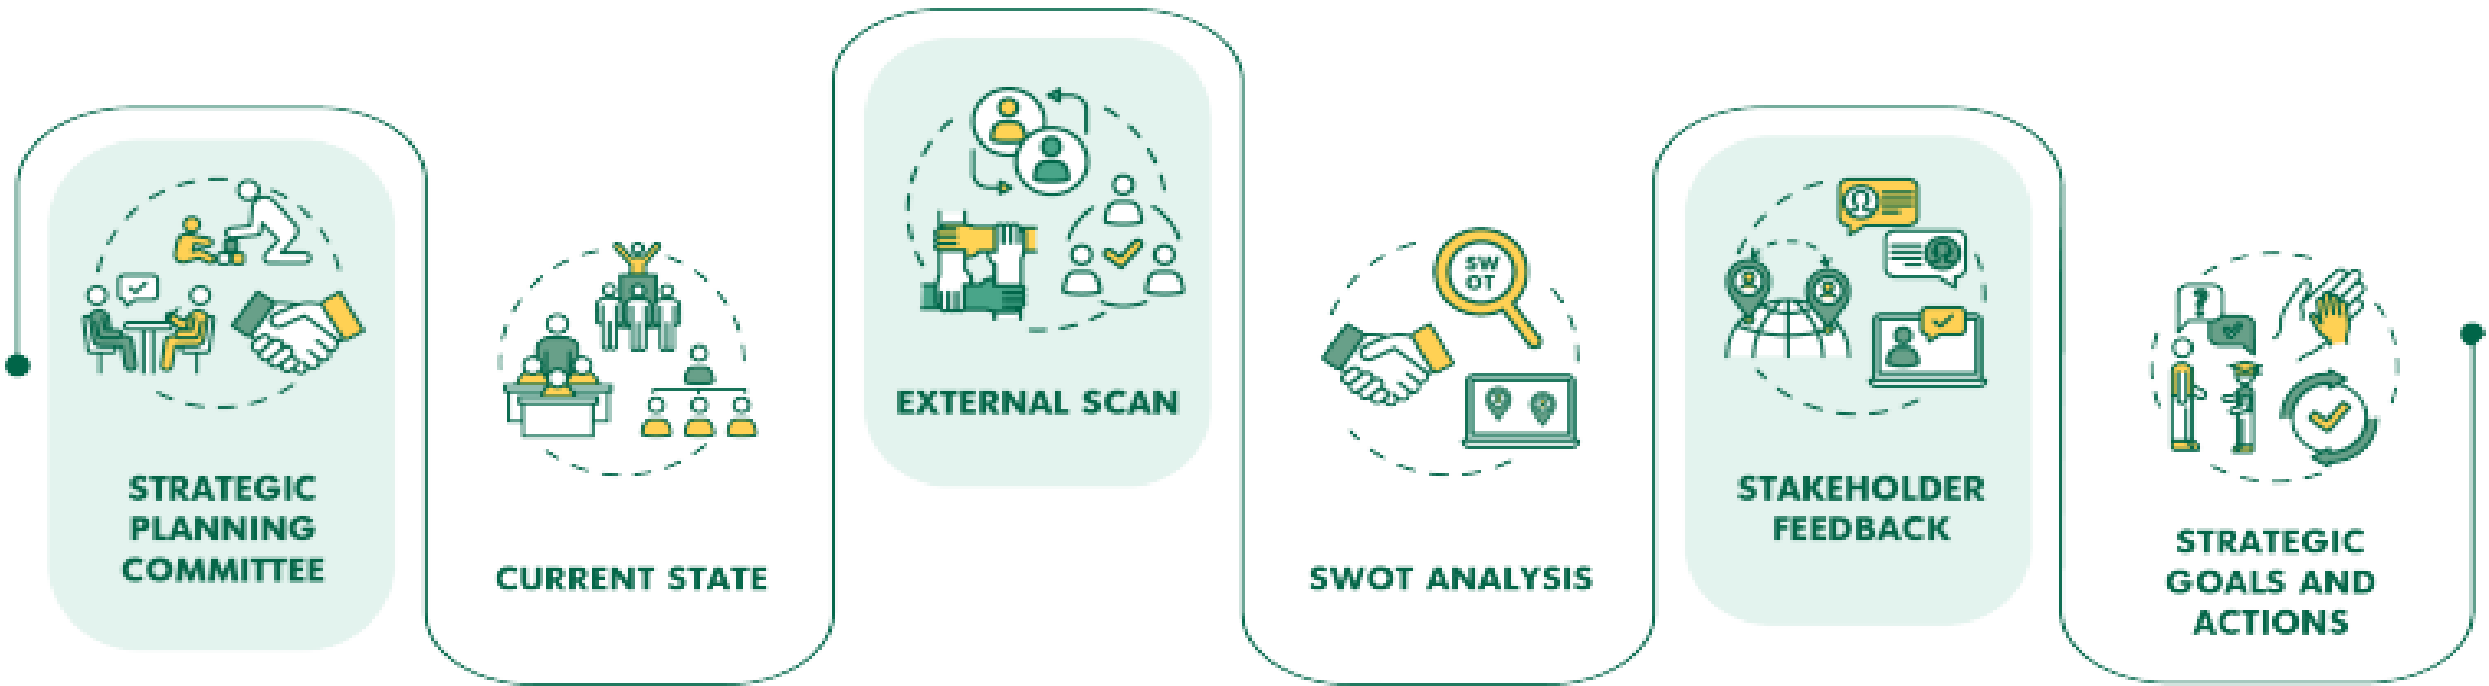 STRATEGIC
PLANNING
COMMITTEE
CURRENT STATE
EXTERNAL SCAN
SW
OT
SWOT ANALYSIS
STAKEHOLDER
FEEDBACK
?
STRATEGIC
GOALS AND
ACTIONS